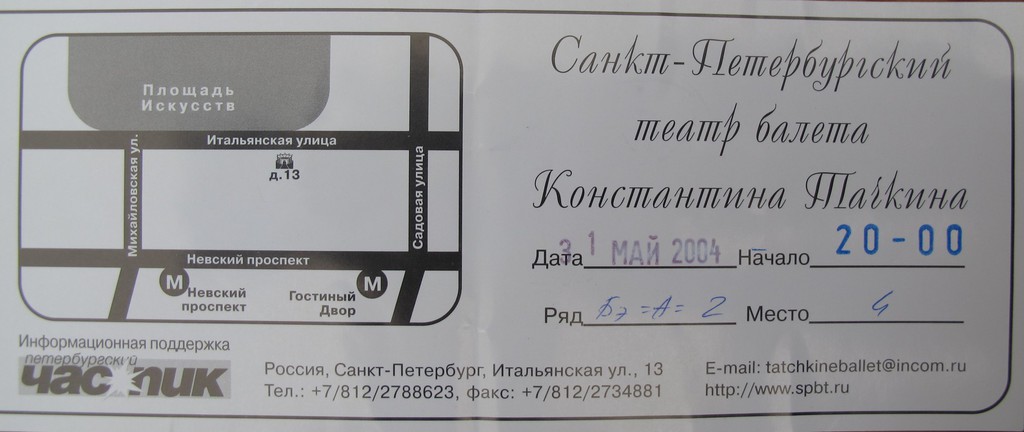 Площадь
Искусств
Итальянская улица
д.13
Михайловская ул.
Садовая улица
Невский проспект
М
Невский
проспект
М
Гостиный
Двор
Информационная поддержка
петербургский
час пик
Санкт-Петербургский
театр балета
Константина Тачкина
Дата 31 МАЙ 2004 Начало 20-00
Ряд Бэ=А= 2 Место 4
Россия, Санкт-Петербург, Итальянская ул., 13
Тел.: +7/812/2788623, факс: +7/812/2734881
E-mail: tatchkineballet@incom.ru
http://www.spbt.ru